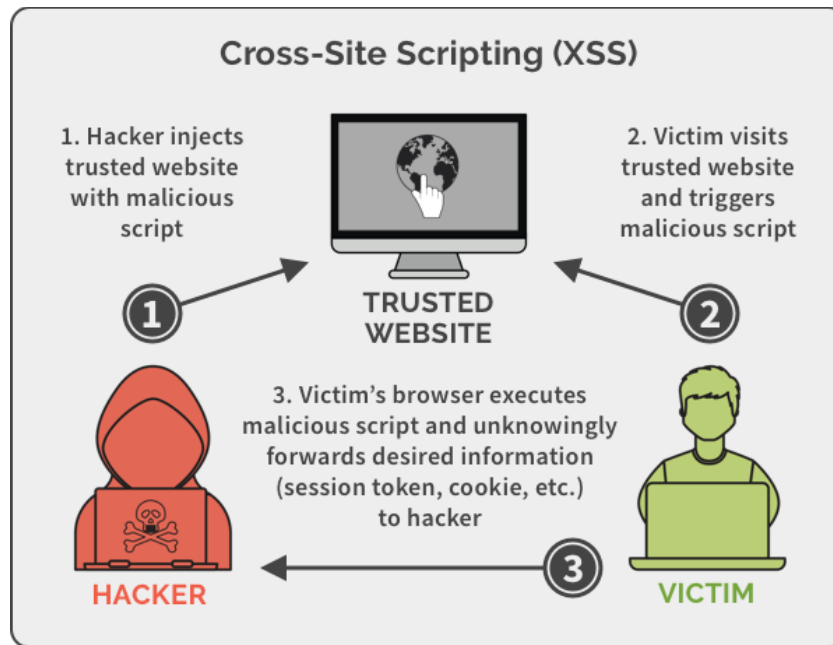 Cross-Site Scripting (XSS)
1. Hacker injects
trusted website
with malicious
script
2. Victim visits
trusted website
and triggers
malicious script
1
TRUSTED
WEBSITE
2
3. Victim’s browser executes
malicious script and unknowingly
forwards desired information
(session token, cookie, etc.)
to hacker
3
HACKER
VICTIM